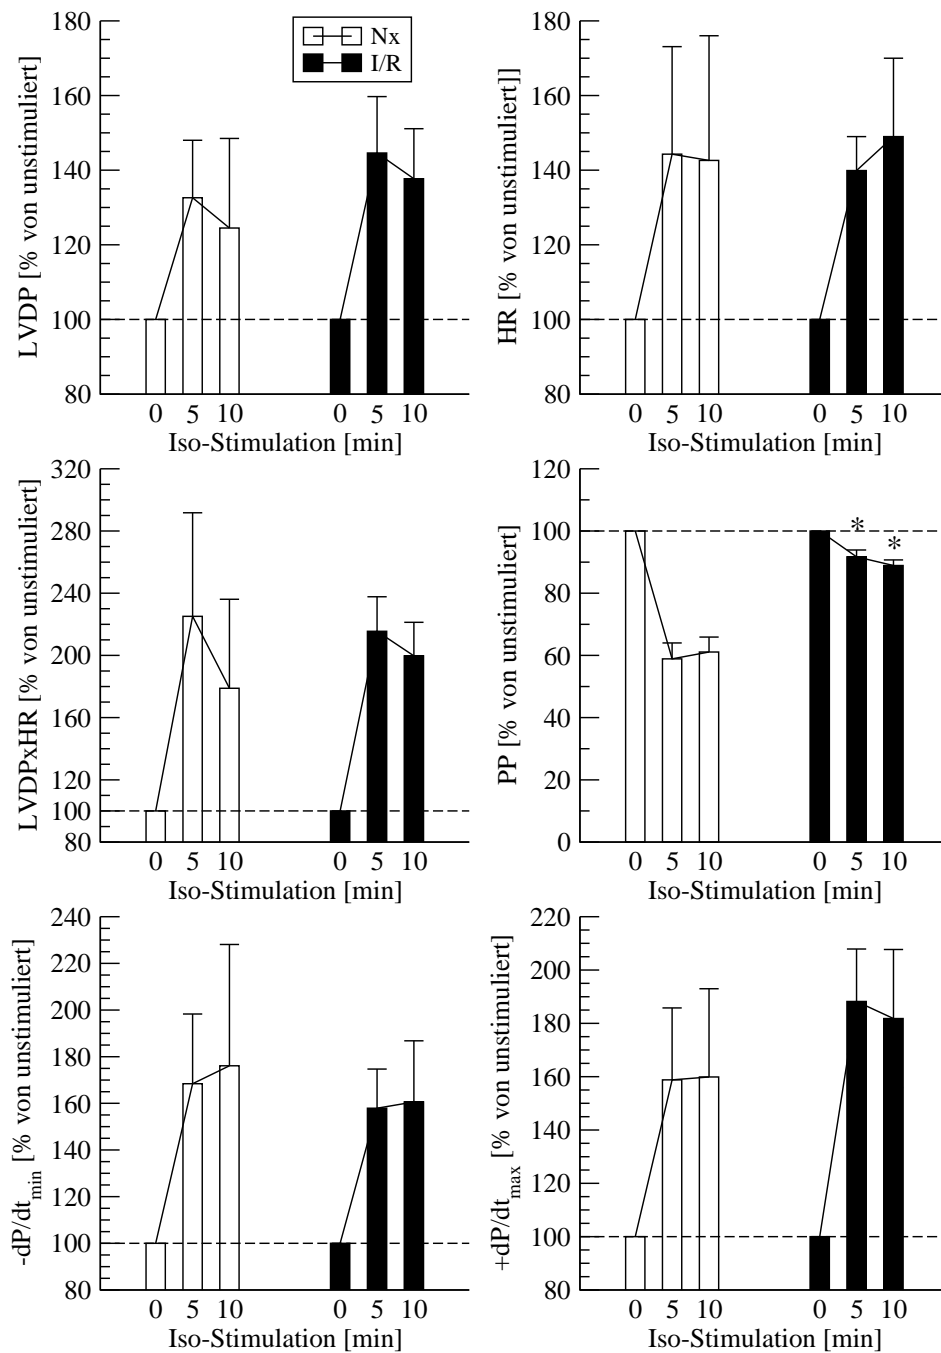 Nx
I/R
LVDP [% von unstimuliert]
180
160
140
120
100
80
0 5 10 0 5 10
Iso-Stimulation [min]
HR [% von unstimuliert]]
180
160
140
120
100
80
0 5 10 0 5 10
Iso-Stimulation [min]
LVDPxHR [% von unstimuliert]
320
280
240
200
160
120
100
80
0 5 10 0 5 10
Iso-Stimulation [min]
PP [% von unstimuliert]
120
100
80
60
40
20
0
* *
0 5 10 0 5 10
Iso-Stimulation [min]
-dP/dt_min [% von unstimuliert]
240
220
200
180
160
140
120
100
80
0 5 10 0 5 10
Iso-Stimulation [min]
+dP/dt_max [% von unstimuliert]
220
200
180
160
140
120
100
80
0 5 10 0 5 10
Iso-Stimulation [min]